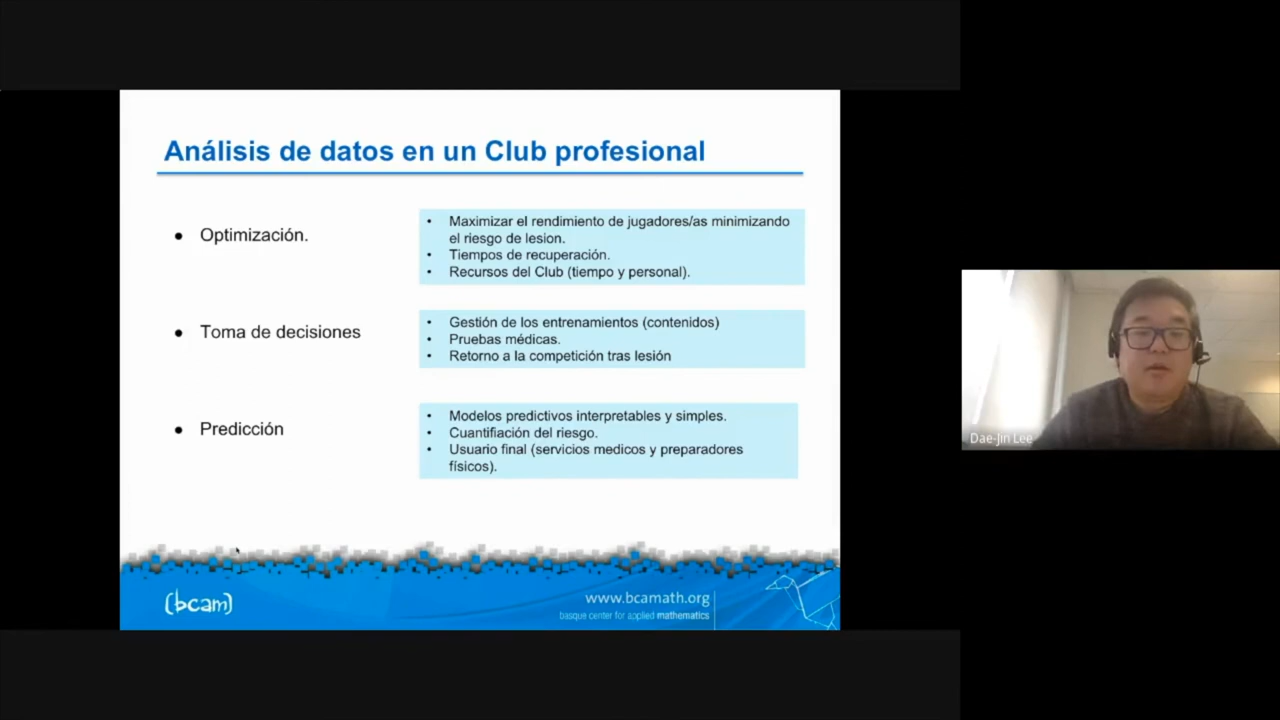 Análisis de datos en un Club profesional
● Optimización.
• Maximizar el rendimiento de jugadores/as minimizando
el riesgo de lesion.
• Tiempos de recuperación.
• Recursos del Club (tiempo y personal).
● Toma de decisiones
• Gestión de los entrenamientos (contenidos)
• Pruebas médicas.
• Retorno a la competición tras lesión
● Predicción
• Modelos predictivos interpretables y simples.
• Cuantifiación del riesgo.
• Usuario final (servicios medicos y preparadores
físicos).
(bcam)
www.bcamath.org
basque center for applied mathematics
Dae-Jin Lee